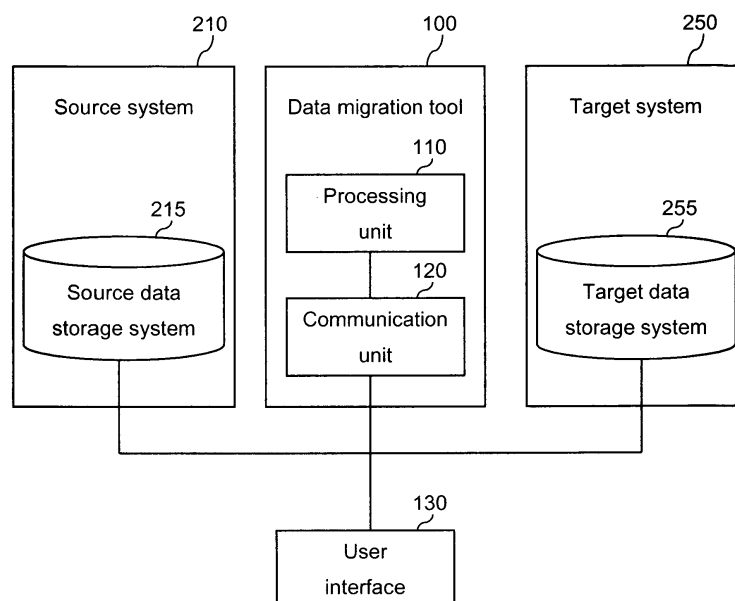 210
100
250
Source system
Data migration tool
Target system
110
Processing
unit
215
255
120
Source data
storage system
Communication
unit
Target data
storage system
130
User
interface